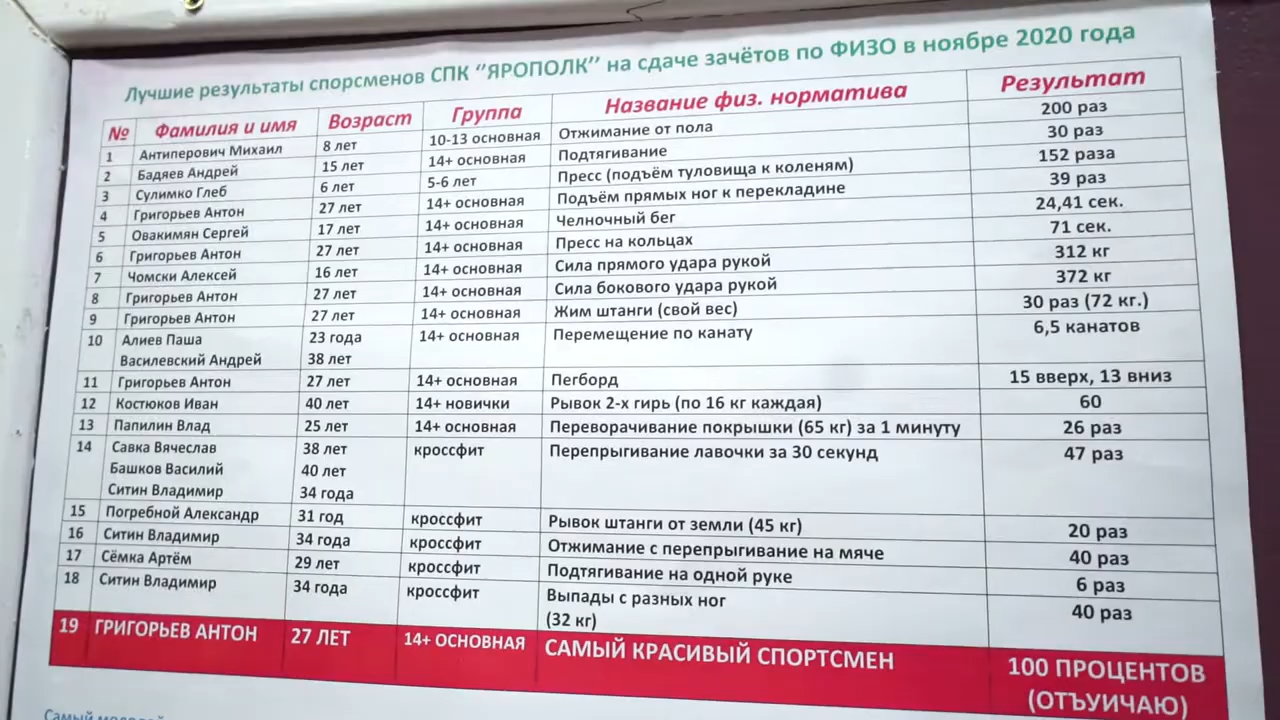 Лучшие результаты спорсменов СПК “ЯРОПОЛК” на сдаче зачётов по ФИЗО в ноябре 2020 года
№ Фамилия и имя Возраст Группа Название физ. норматива Результат
1 Антиперович Михаил 8 лет 10-13 основная Отжимание от пола 200 раз
2 Бадяев Андрей 15 лет 14+ основная Подтягивание 30 раз
3 Сулимко Глеб 6 лет 5-6 лет Пресс (подъём туловища к коленям) 152 раза
4 Григорьев Антон 27 лет 14+ основная Подъём прямых ног к перекладине 39 раз
5 Овакимян Сергей 17 лет 14+ основная Челночный бег 24,41 сек.
6 Григорьев Антон 27 лет 14+ основная Пресс на кольцах 71 сек.
7 Чомски Алексей 16 лет 14+ основная Сила прямого удара рукой 312 кг
8 Григорьев Антон 27 лет 14+ основная Сила бокового удара рукой 372 кг
9 Григорьев Антон 27 лет 14+ основная Жим штанги (свой вес) 30 раз (72 кг.)
10 Алиев Паша 23 года 14+ основная Перемещение по канату 6,5 канатов
Василевский Андрей 38 лет
11 Григорьев Антон 27 лет 14+ основная Пегборд 15 вверх, 13 вниз
12 Костюков Иван 40 лет 14+ новички Рывок 2-х гирь (по 16 кг каждая) 60
13 Папилин Влад 25 лет 14+ основная Переворачивание покрышки (65 кг) за 1 минуту 26 раз
14 Савка Вячеслав 38 лет кроссфит Перепрыгивание лавочки за 30 секунд 47 раз
Башков Василий 40 лет
Ситин Владимир 34 года
15 Погребной Александр 31 год кроссфит Рывок штанги от земли (45 кг) 20 раз
16 Ситин Владимир 34 года кроссфит Отжимание с перепрыгивание на мяче 40 раз
17 Сёмка Артём 29 лет кроссфит Подтягивание на одной руке 6 раз
18 Ситин Владимир 34 года кроссфит Выпады с разных ног 40 раз
(32 кг)
19 ГРИГОРЬЕВ АНТОН 27 ЛЕТ 14+ ОСНОВНАЯ САМЫЙ КРАСИВЫЙ СПОРТСМЕН 100 ПРОЦЕНТОВ
(ОТЪУИЧАЮ)
Самый